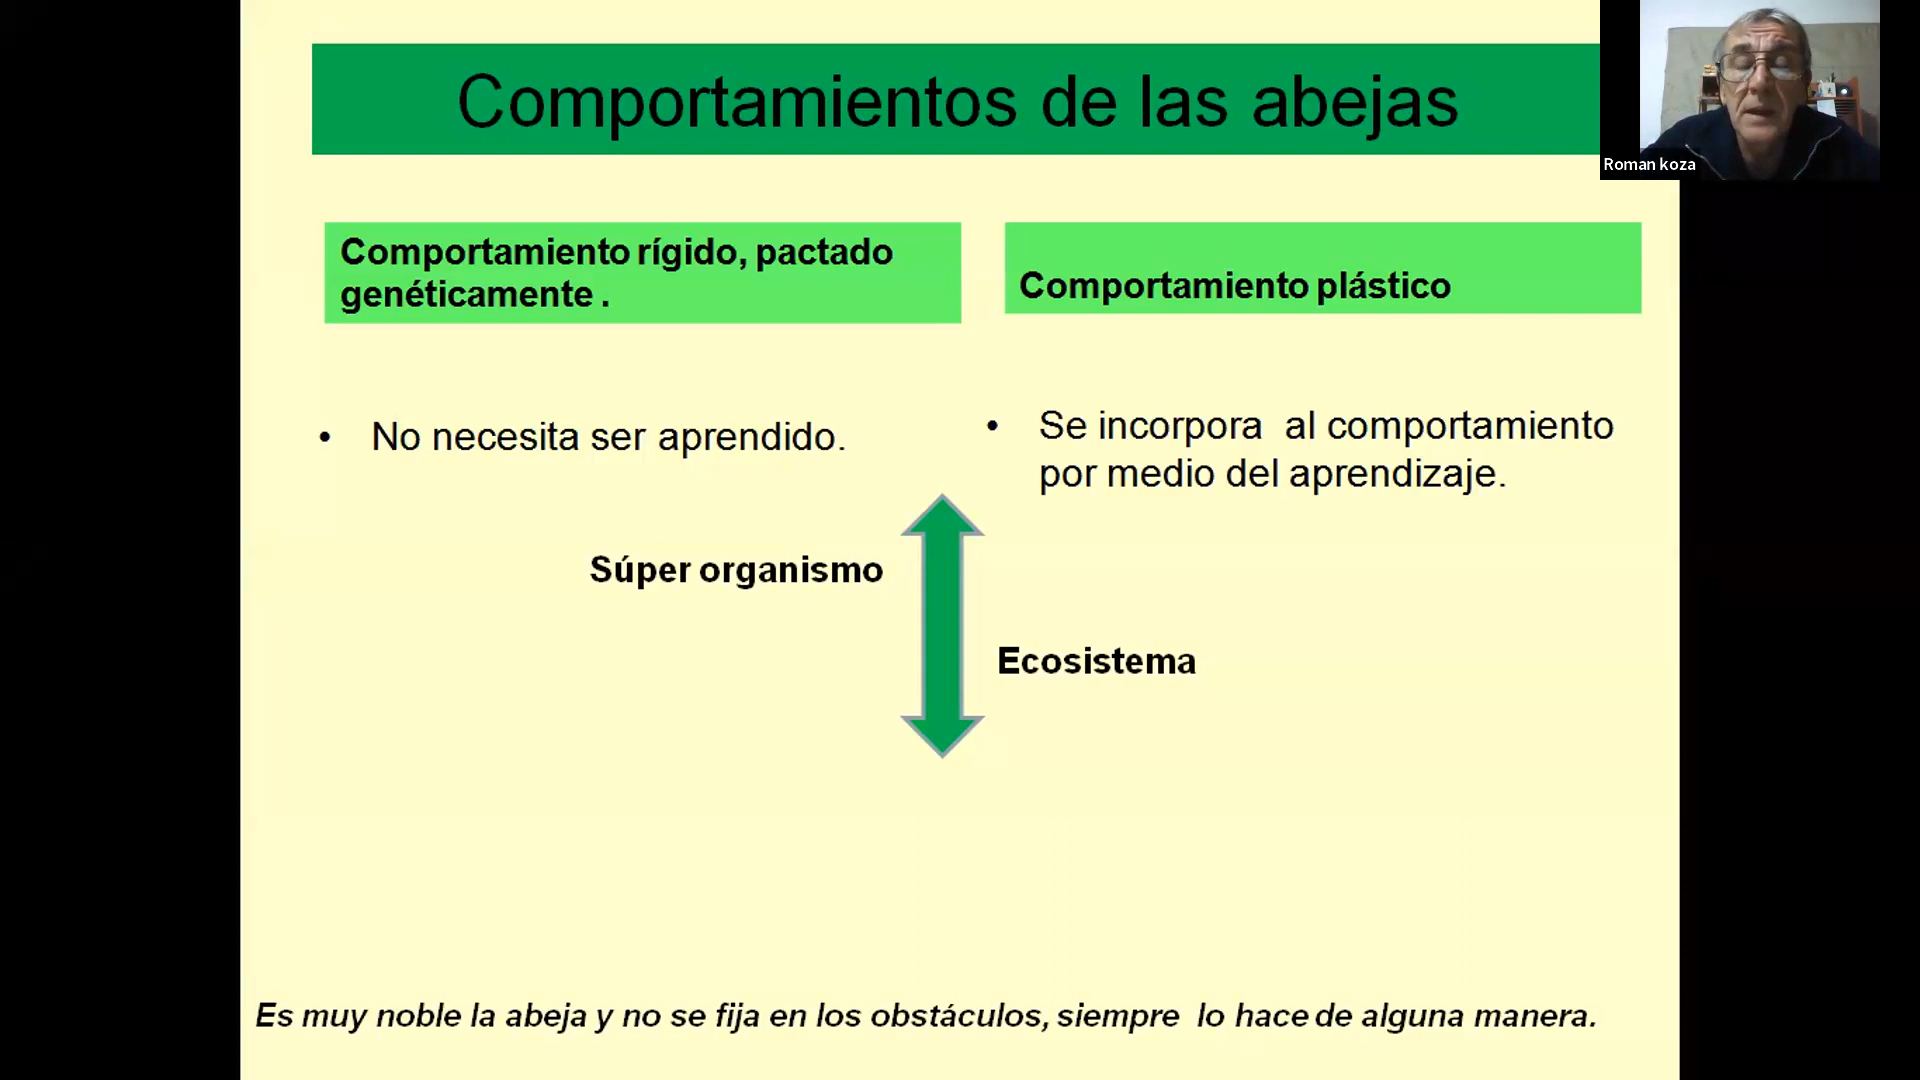 Comportamientos de las abejas
Roman koza
Comportamiento rígido, pactado
genéticamente .
Comportamiento plástico
• No necesita ser aprendido.
• Se incorpora  al comportamiento
por medio del aprendizaje.
Súper organismo
Ecosistema
Es muy noble la abeja y no se fija en los obstáculos, siempre  lo hace de alguna manera.